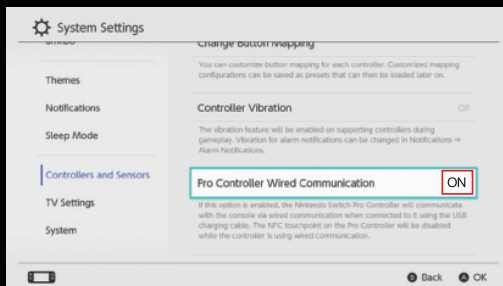 System Settings
amiibo
Themes
Notifications
Sleep Mode
Controllers and Sensors
TV Settings
System
Change Button Mapping
You can customize button mapping for each controller. Customized mapping
configurations can be saved as presets that can then be loaded later on.
Controller Vibration
Off
The vibration feature will be enabled on supporting controllers during
gameplay. Vibration for alarm notifications can be changed in Notifications ⇒
Alarm Notifications.
Pro Controller Wired Communication
ON
If this option is enabled, the Nintendo Switch Pro Controller will communicate
with the console via wired communication when connected to it using the USB
charging cable. The NFC touchpoint on the Pro Controller will be disabled
while the controller is using wired communication.
B Back
A OK